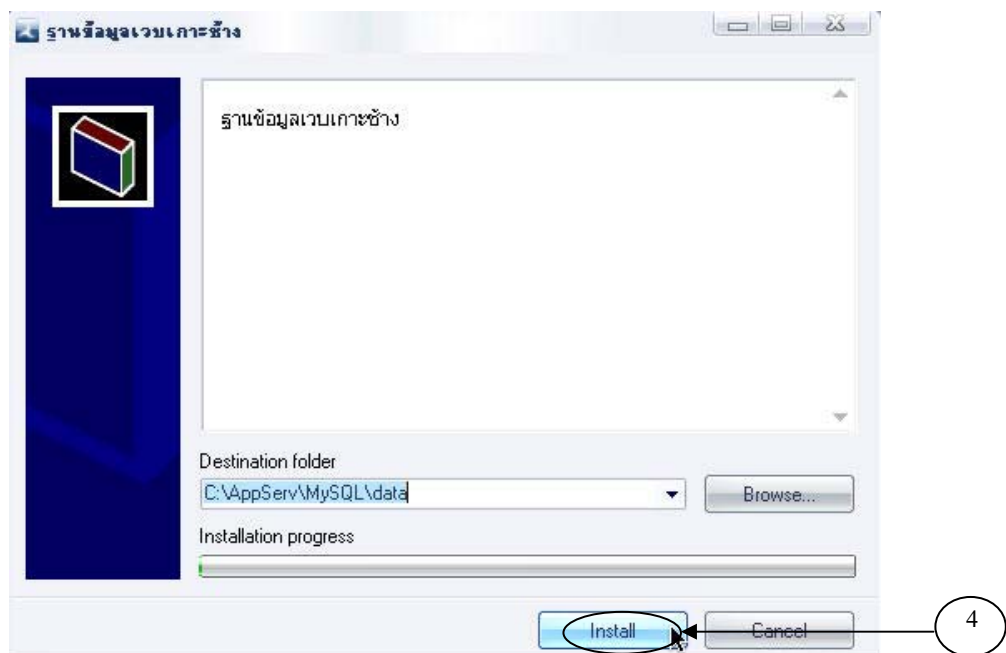 ฐานข้อมูลเวบเกาะช้าง
ฐานข้อมูลเวบเกาะช้าง
Destination folder
C:\AppServ\MySQL\data
Browse...
Installation progress
Install
Cancel
4